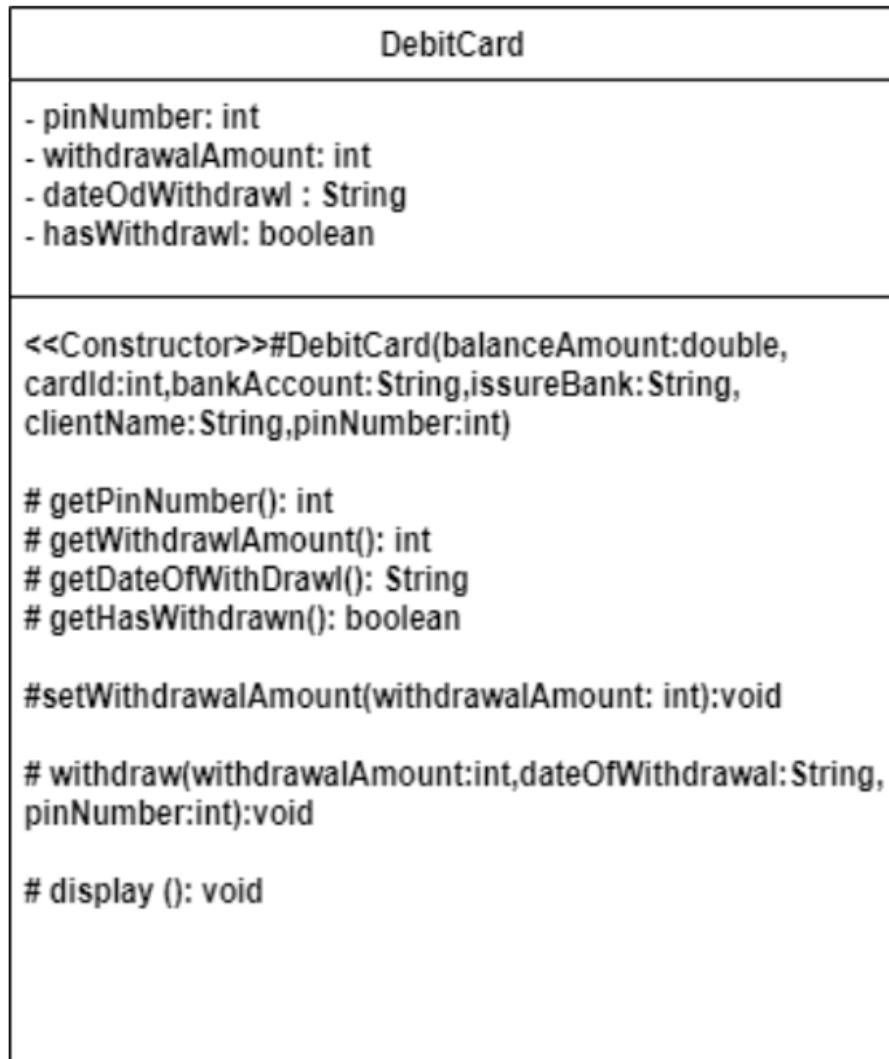 DebitCard
- pinNumber: int
- withdrawalAmount: int
- dateOdWithdrawl : String
- hasWithdrawl: boolean
<<Constructor>>#DebitCard(balanceAmount:double,
cardId:int,bankAccount:String,issureBank:String,
clientName:String,pinNumber:int)
# getPinNumber(): int
# getWithdrawlAmount(): int
# getDateOfWithDrawl(): String
# getHasWithdrawn(): boolean
#setWithdrawalAmount(withdrawalAmount: int):void
# withdraw(withdrawalAmount:int,dateOfWithdrawal:String,
pinNumber:int):void
# display (): void